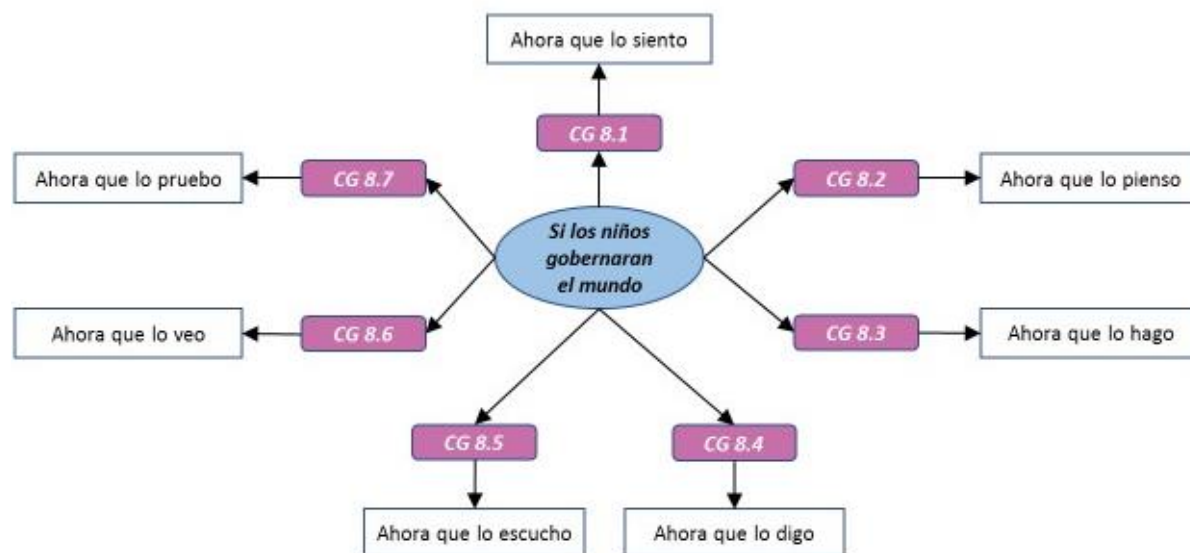 Ahora que lo siento
CG 8.1
Ahora que lo pruebo
CG 8.7
CG 8.2
Ahora que lo pienso
Si los niños
gobernaran
el mundo
Ahora que lo veo
CG 8.6
CG 8.3
Ahora que lo hago
CG 8.5
CG 8.4
Ahora que lo escucho
Ahora que lo digo